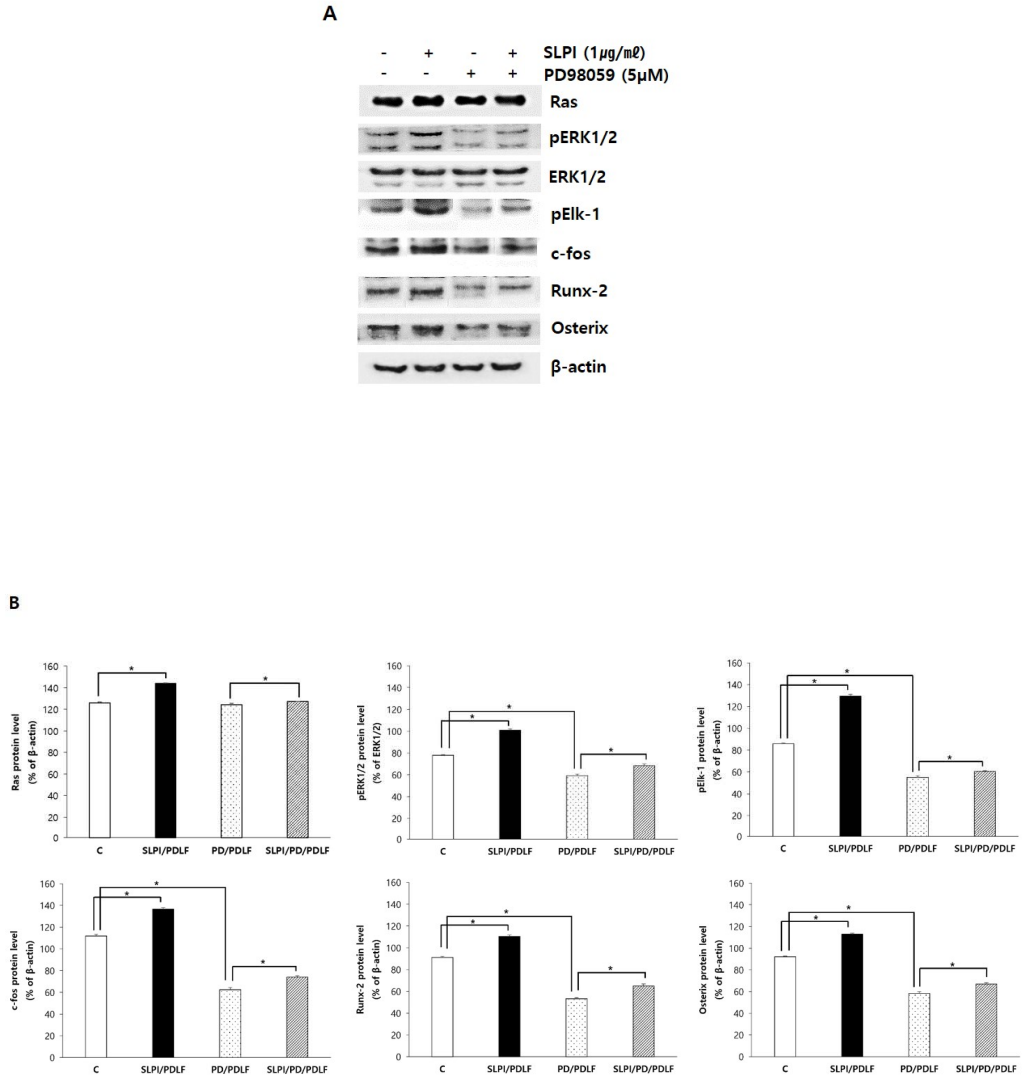 A
- + - + SLPI (1㎍/㎖)
- - + + PD98059 (5μM)
Ras
pERK1/2
ERK1/2
pElk-1
c-fos
Runx-2
Osterix
β-actin
B
Ras protein level
(% of β-actin)
160
140
120
100
80
60
40
20
0
*
*
C SLPI/PDLF PD/PDLF SLPI/PD/PDLF
pERK1/2 protein level
(% of ERK1/2)
160
140
120
100
80
60
40
20
0
*
*
*
C SLPI/PDLF PD/PDLF SLPI/PD/PDLF
pElk-1 protein level
(% of β-actin)
160
140
120
100
80
60
40
20
0
*
*
*
C SLPI/PDLF PD/PDLF SLPI/PD/PDLF
c-fos protein level
(% of β-actin)
160
140
120
100
80
60
40
20
0
*
*
*
C SLPI/PDLF PD/PDLF SLPI/PD/PDLF
Runx-2 protein level
(% of β-actin)
160
140
120
100
80
60
40
20
0
*
*
*
C SLPI/PDLF PD/PDLF SLPI/PD/PDLF
Osterix protein level
(% of β-actin)
160
140
120
100
80
60
40
20
0
*
*
*
C SLPI/PDLF PD/PDLF SLPI/PD/PDLF